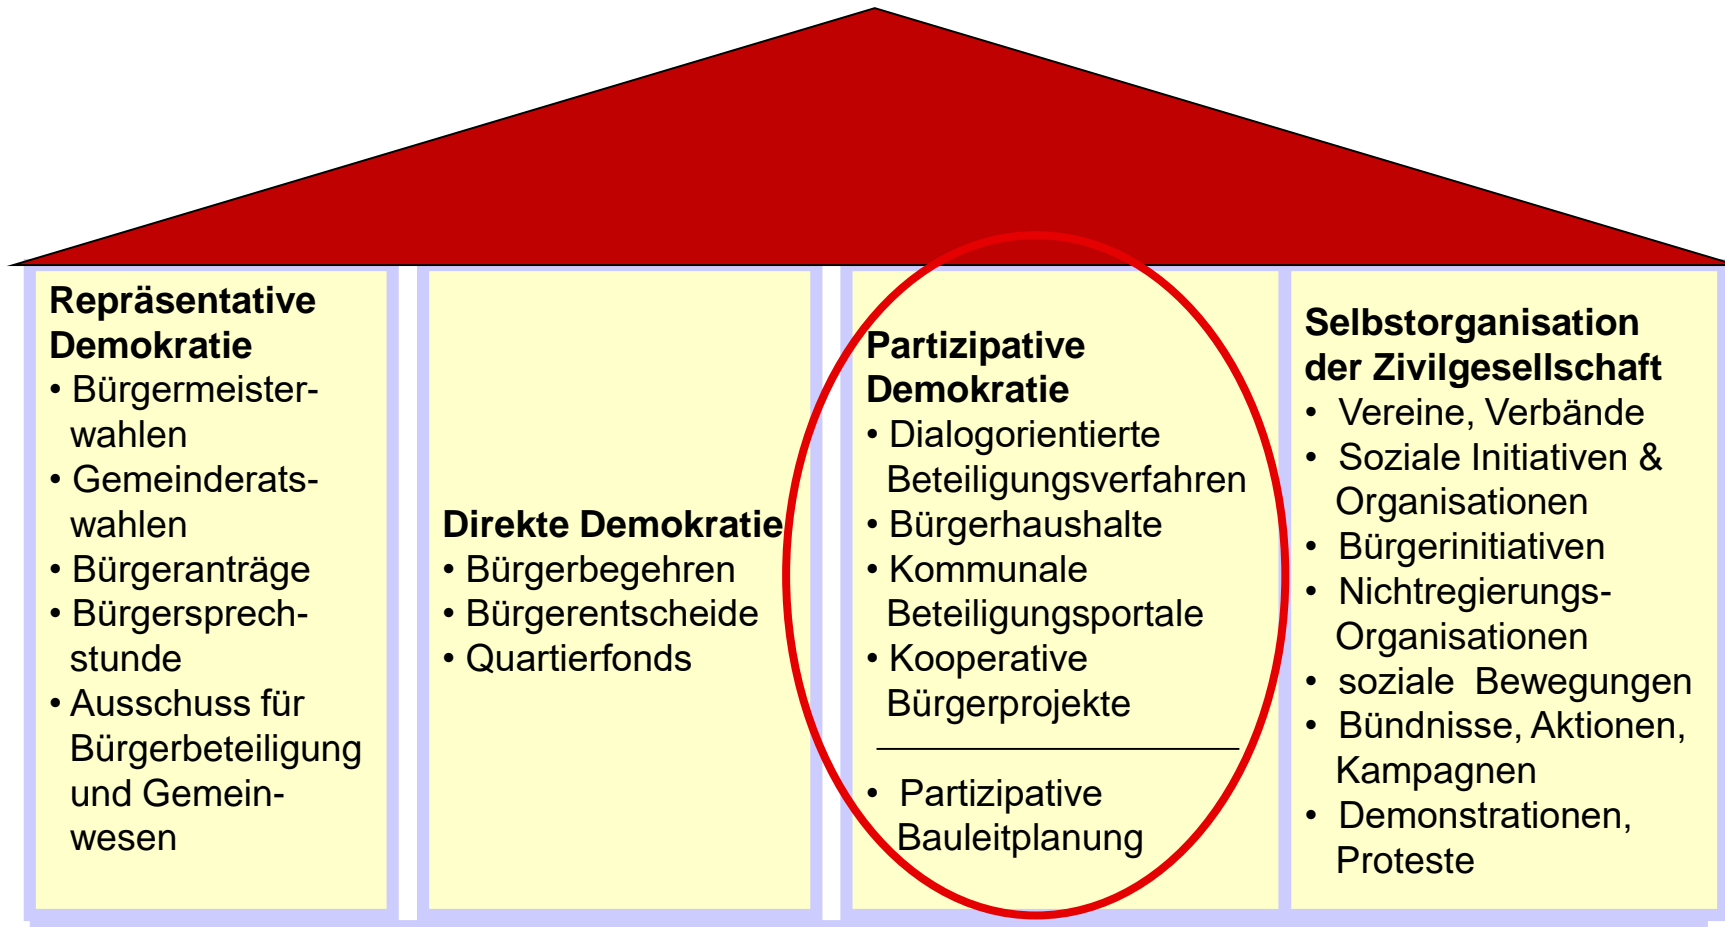 Repräsentative
Demokratie
• Bürgermeister-
wahlen
• Gemeinderats-
wahlen
• Bürgeranträge
• Bürgersprech-
stunde
• Ausschuss für
Bürgerbeteiligung
und Gemein-
wesen
Direkte Demokratie
• Bürgerbegehren
• Bürgerentscheide
• Quartierfonds
Partizipative
Demokratie
• Dialogorientierte
Beteiligungsverfahren
• Bürgerhaushalte
• Kommunale
Beteiligungsportale
• Kooperative
Bürgerprojekte
• Partizipative
Bauleitplanung
Selbstorganisation
der Zivilgesellschaft
• Vereine, Verbände
• Soziale Initiativen &
Organisationen
• Bürgerinitiativen
• Nichtregierungs-
Organisationen
• soziale Bewegungen
• Bündnisse, Aktionen,
Kampagnen
• Demonstrationen,
Proteste